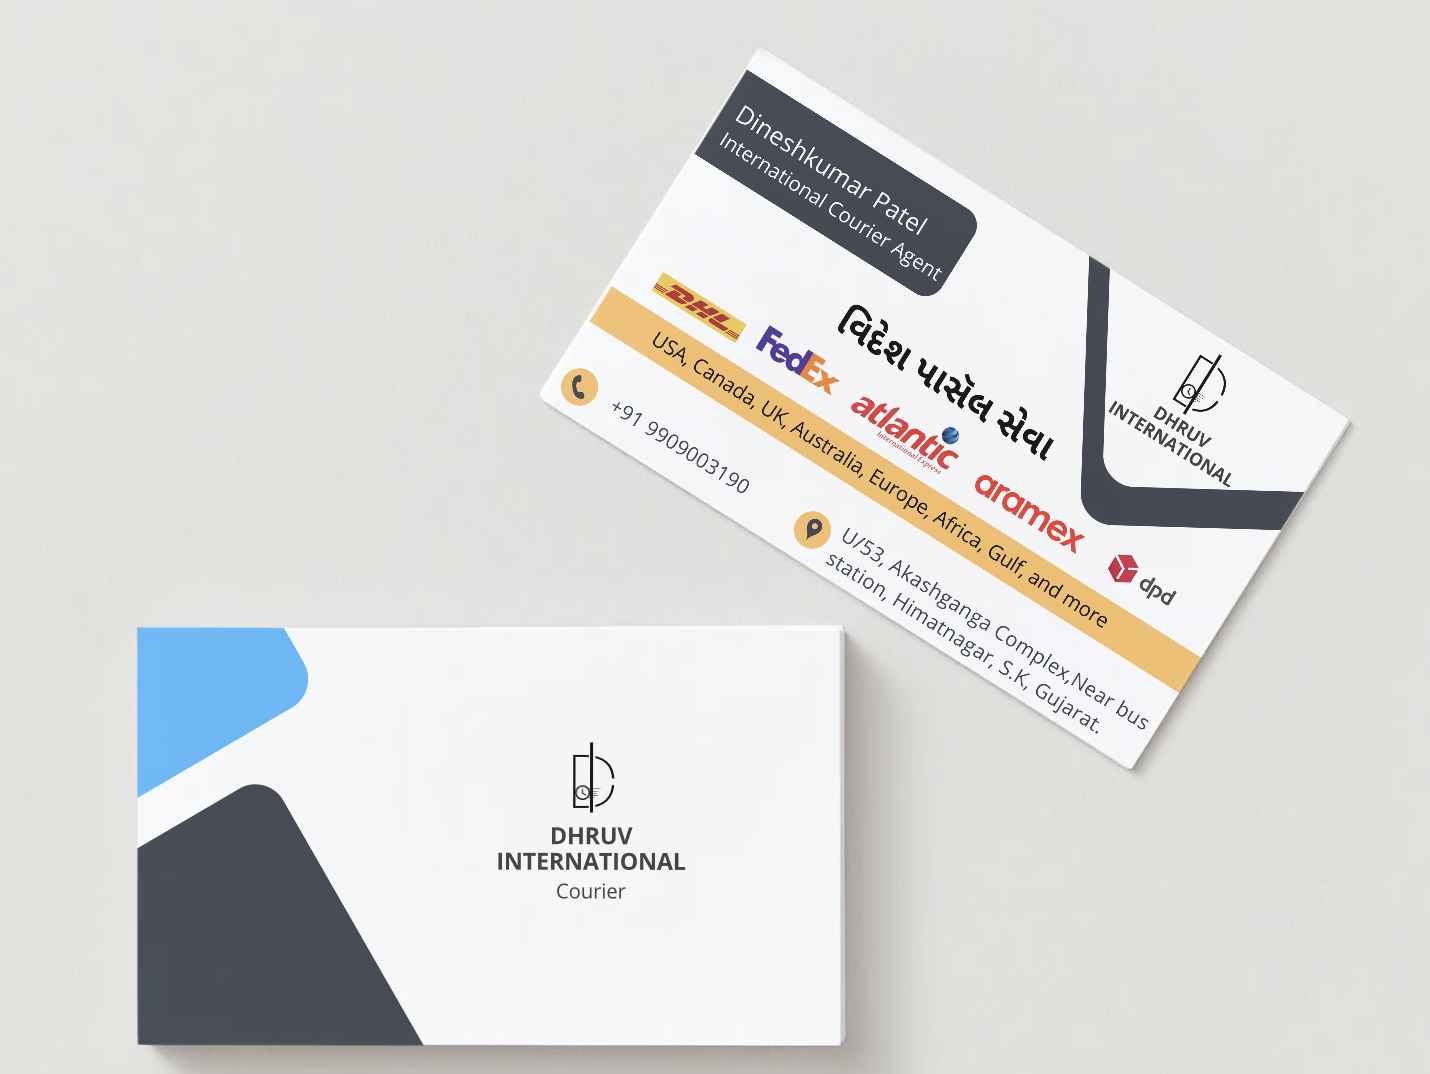 Dineshkumar Patel
International Courier Agent
DHRUV
INTERNATIONAL
વિદેશ પાર્સેલ સેવા
DHL
FedEx
atlantic
International Express
aramex
dpd
USA, Canada, UK, Australia, Europe, Africa, Gulf, and more
+91 9909003190
U/53, Akashganga Complex,Near bus
station, Himatnagar, S.K, Gujarat.
DHRUV
INTERNATIONAL
Courier